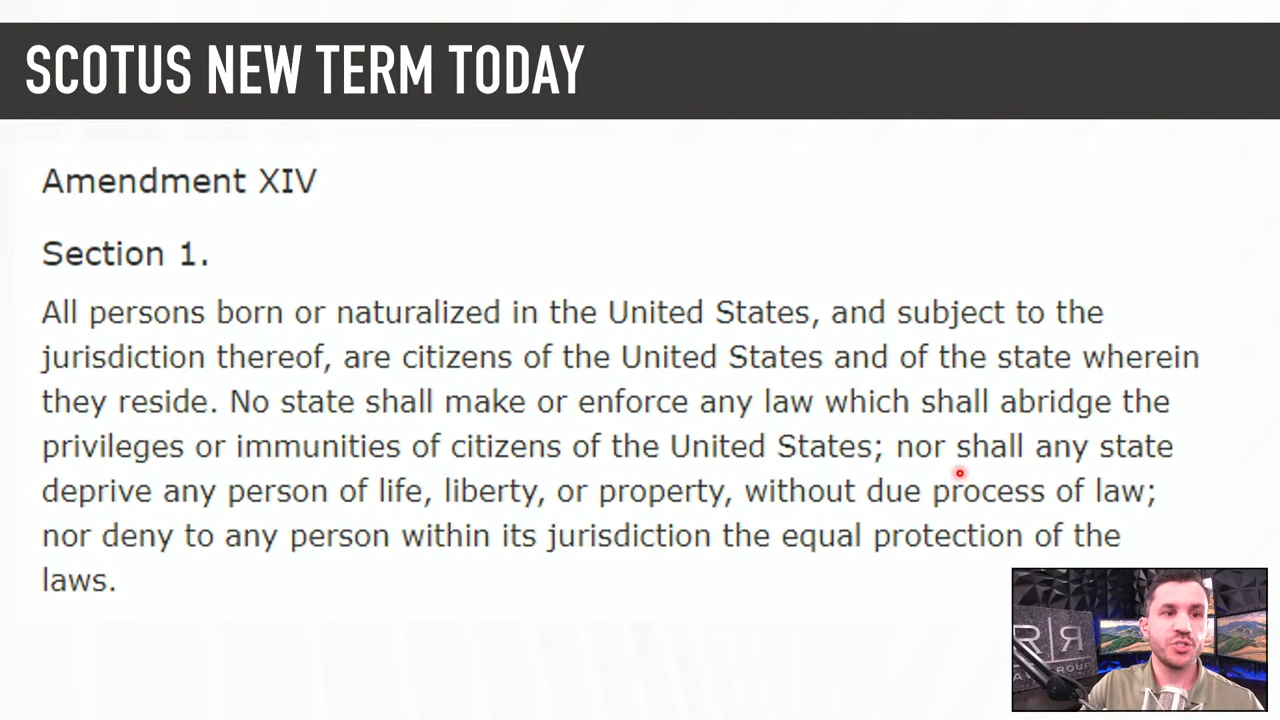 SCOTUS NEW TERM TODAY
Amendment XIV
Section 1.
All persons born or naturalized in the United States, and subject to the
jurisdiction thereof, are citizens of the United States and of the state wherein
they reside. No state shall make or enforce any law which shall abridge the
privileges or immunities of citizens of the United States; nor shall any state
deprive any person of life, liberty, or property, without due process of law;
nor deny to any person within its jurisdiction the equal protection of the
laws.
R|R
GROUP